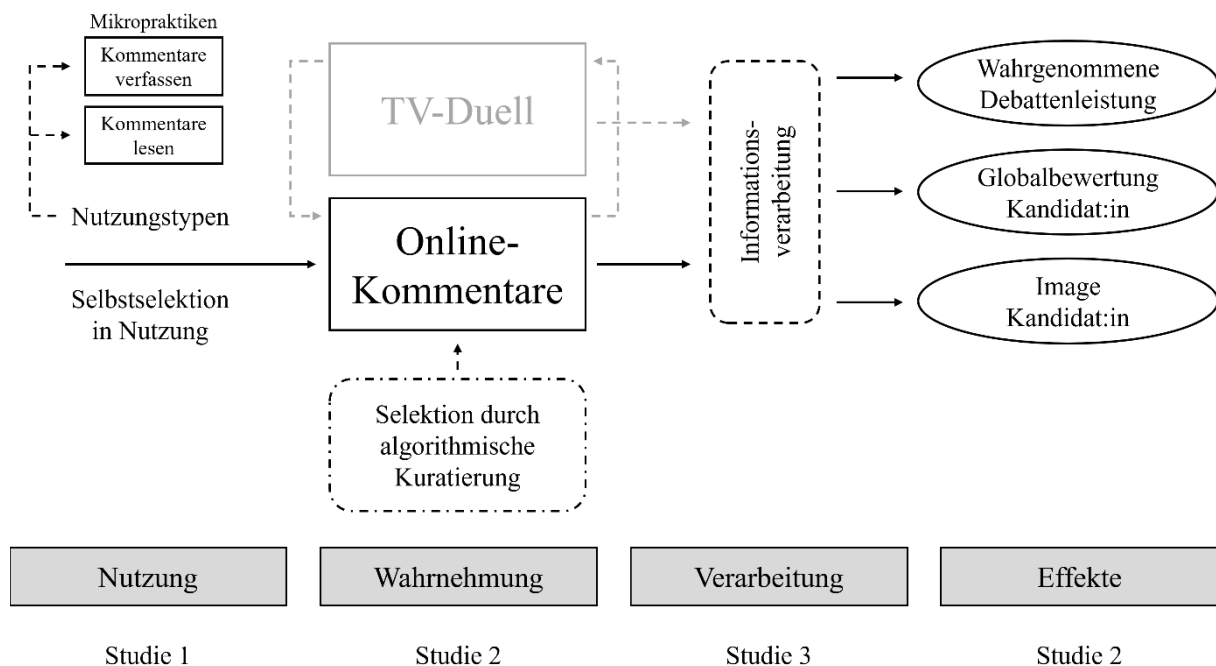 Mikropraktiken
Kommentare
verfassen
Kommentare
lesen
Nutzungstypen
Selbstselektion
in Nutzung
TV-Duell
Online-
Kommentare
Selektion durch
algorithmische
Kuratierung
Informations-
verarbeitung
Wahrgenommene
Debattenleistung
Globalbewertung
Kandidat:in
Image
Kandidat:in
Nutzung
Wahrnehmung
Verarbeitung
Effekte
Studie 1
Studie 2
Studie 3
Studie 2